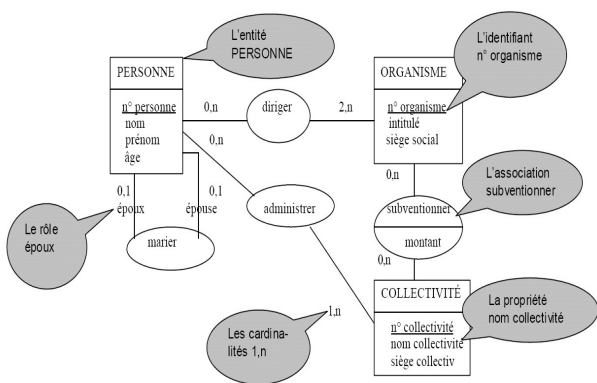 L'entité
PERSONNE
L'identifiant
n° organisme
PERSONNE
n° personne
nom
prénom
âge
0,n
diriger
2,n
ORGANISME
n° organisme
intitulé
siège social
0,n
0,n
L'association
subventionner
0,1
époux
0,1
épouse
administrer
subventionner
montant
Le rôle
époux
marier
0,n
COLLECTIVITÉ
n° collectivité
nom collectivité
siège collectiv
La propriété
nom collectivité
1,n
Les cardina-
lités 1,n